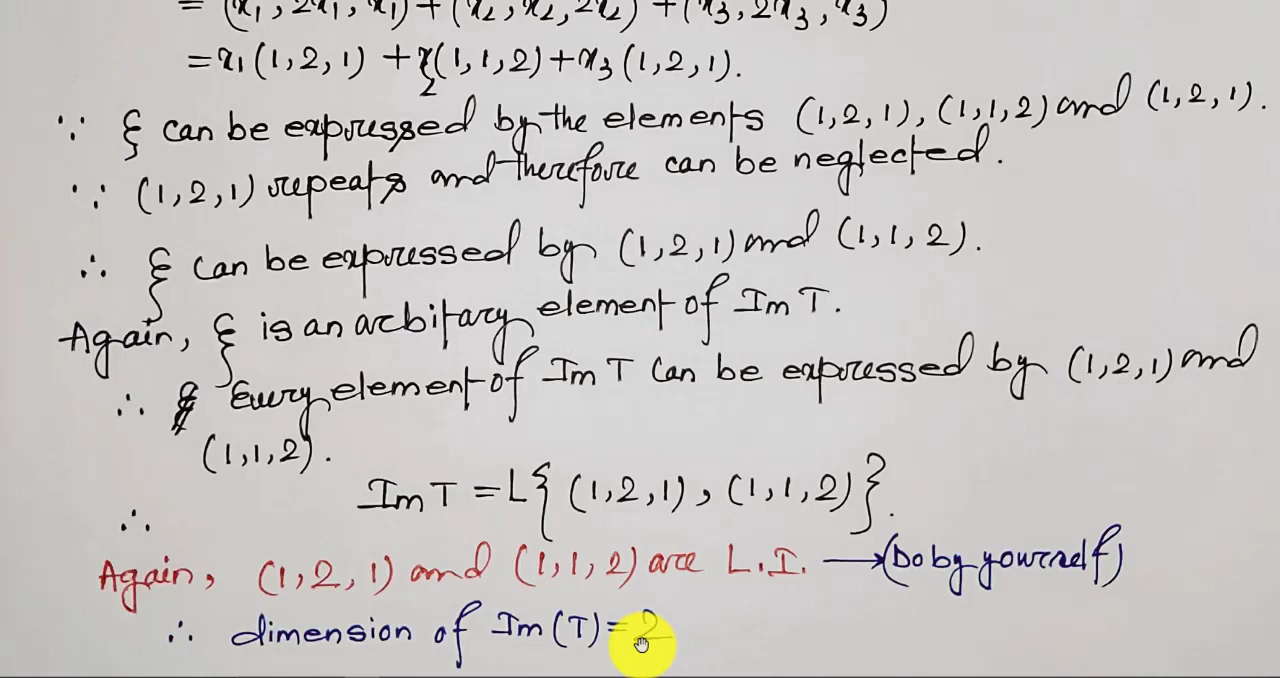 = (x₁, 2x₁, x₁) + (x₂, x₂, 2x₂) + (x₃, 2x₃, x₃)
= x₁(1,2,1) + x₂(1,1,2) + x₃(1,2,1).
∵ ξ can be expressed by the elements (1,2,1), (1,1,2) and (1,2,1).
∵ (1,2,1) repeats and therefore can be neglected.
∴ ξ can be expressed by (1,2,1) and (1,1,2).
Again, ξ is an arbitary element of Im T.
∴ Every element of Im T can be expressed by (1,2,1) and
(1,1,2).
∴ Im T = L{(1,2,1), (1,1,2)}.
Again, (1,2,1) and (1,1,2) are L.I. → (Do by yourself)
∴ dimension of Im(T) = 2